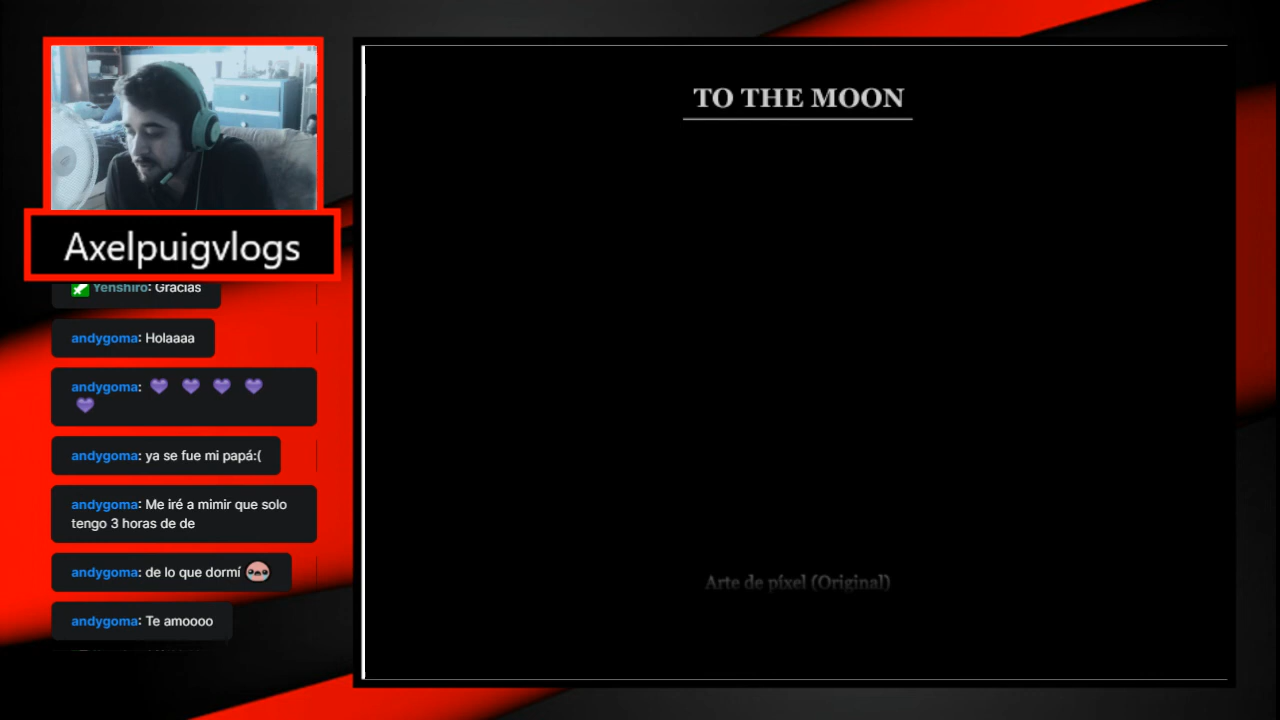 Axelpuigvlogs
Yenshiro: Gracias
andygoma: Holaaaa
andygoma:
andygoma: ya se fue mi papá:(
andygoma: Me iré a mimir que solo
tengo 3 horas de de
andygoma: de lo que dormí
andygoma: Te amoooo
TO THE MOON
Arte de píxel (Original)